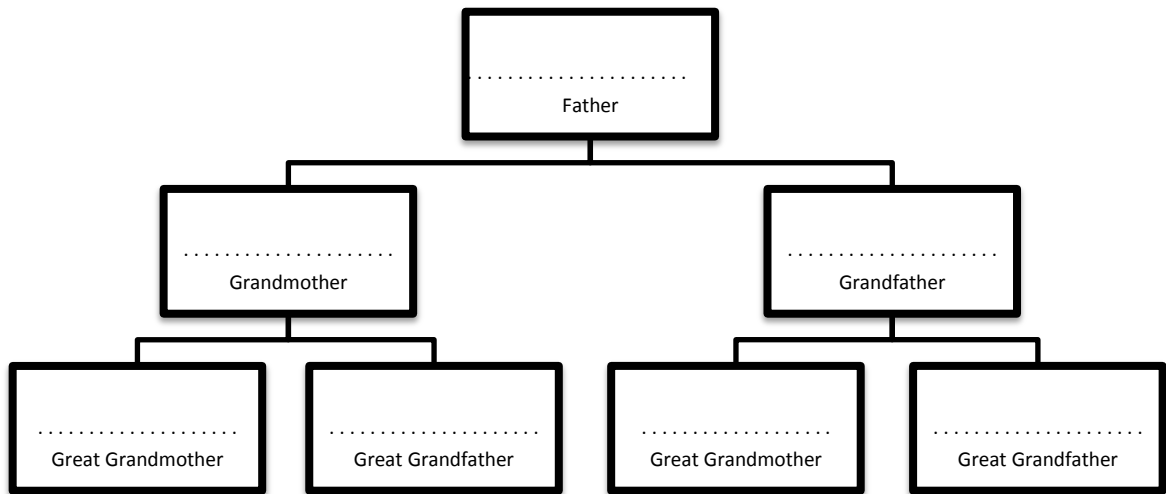 . . . . . . . . . . . . . . . . . . . . . .
Father
. . . . . . . . . . . . . . . . . . . . .
Grandmother
. . . . . . . . . . . . . . . . . . . . .
Grandfather
. . . . . . . . . . . . . . . . . . . .
Great Grandmother
. . . . . . . . . . . . . . . . . . . . .
Great Grandfather
. . . . . . . . . . . . . . . . . . .
Great Grandmother
. . . . . . . . . . . . . . . . . . . . .
Great Grandfather